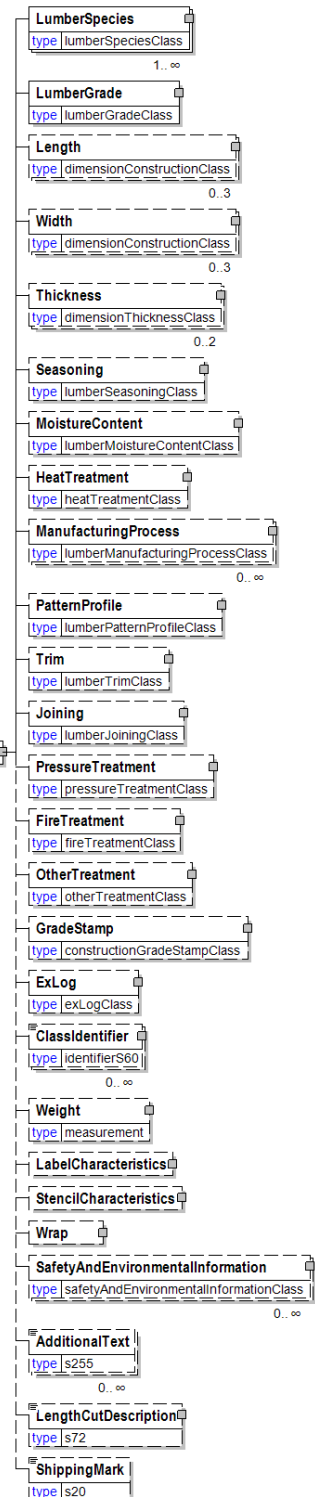 LumberSpecies
type lumberSpeciesClass
1.. ∞
LumberGrade
type lumberGradeClass
Length
type dimensionConstructionClass
0..3
Width
type dimensionConstructionClass
0..3
Thickness
type dimensionThicknessClass
0..2
Seasoning
type lumberSeasoningClass
MoistureContent
type lumberMoistureContentClass
HeatTreatment
type heatTreatmentClass
ManufacturingProcess
type lumberManufacturingProcessClass
0.. ∞
PatternProfile
type lumberPatternProfileClass
Trim
type lumberTrimClass
Joining
type lumberJoiningClass
PressureTreatment
type pressureTreatmentClass
FireTreatment
type fireTreatmentClass
OtherTreatment
type otherTreatmentClass
GradeStamp
type constructionGradeStampClass
ExLog
type exLogClass
ClassIdentifier
type identifierS60
0.. ∞
Weight
type measurement
LabelCharacteristics
StencilCharacteristics
Wrap
SafetyAndEnvironmentalInformation
type safetyAndEnvironmentalInformationClass
0.. ∞
AdditionalText
type s255
0.. ∞
LengthCutDescription
type s72
ShippingMark
type s20